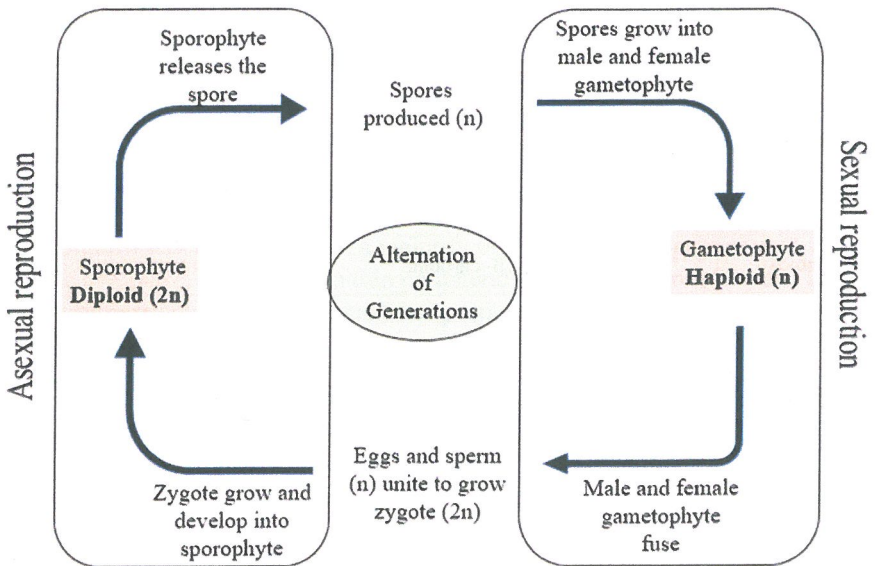 Asexual reproduction
Sporophyte
releases the
spore
Spores
produced (n)
Spores grow into
male and female
gametophyte
Sexual reproduction
Sporophyte
Diploid (2n)
Alternation
of
Generations
Gametophyte
Haploid (n)
Zygote grow and
develop into
sporophyte
Eggs and sperm
(n) unite to grow
zygote (2n)
Male and female
gametophyte
fuse